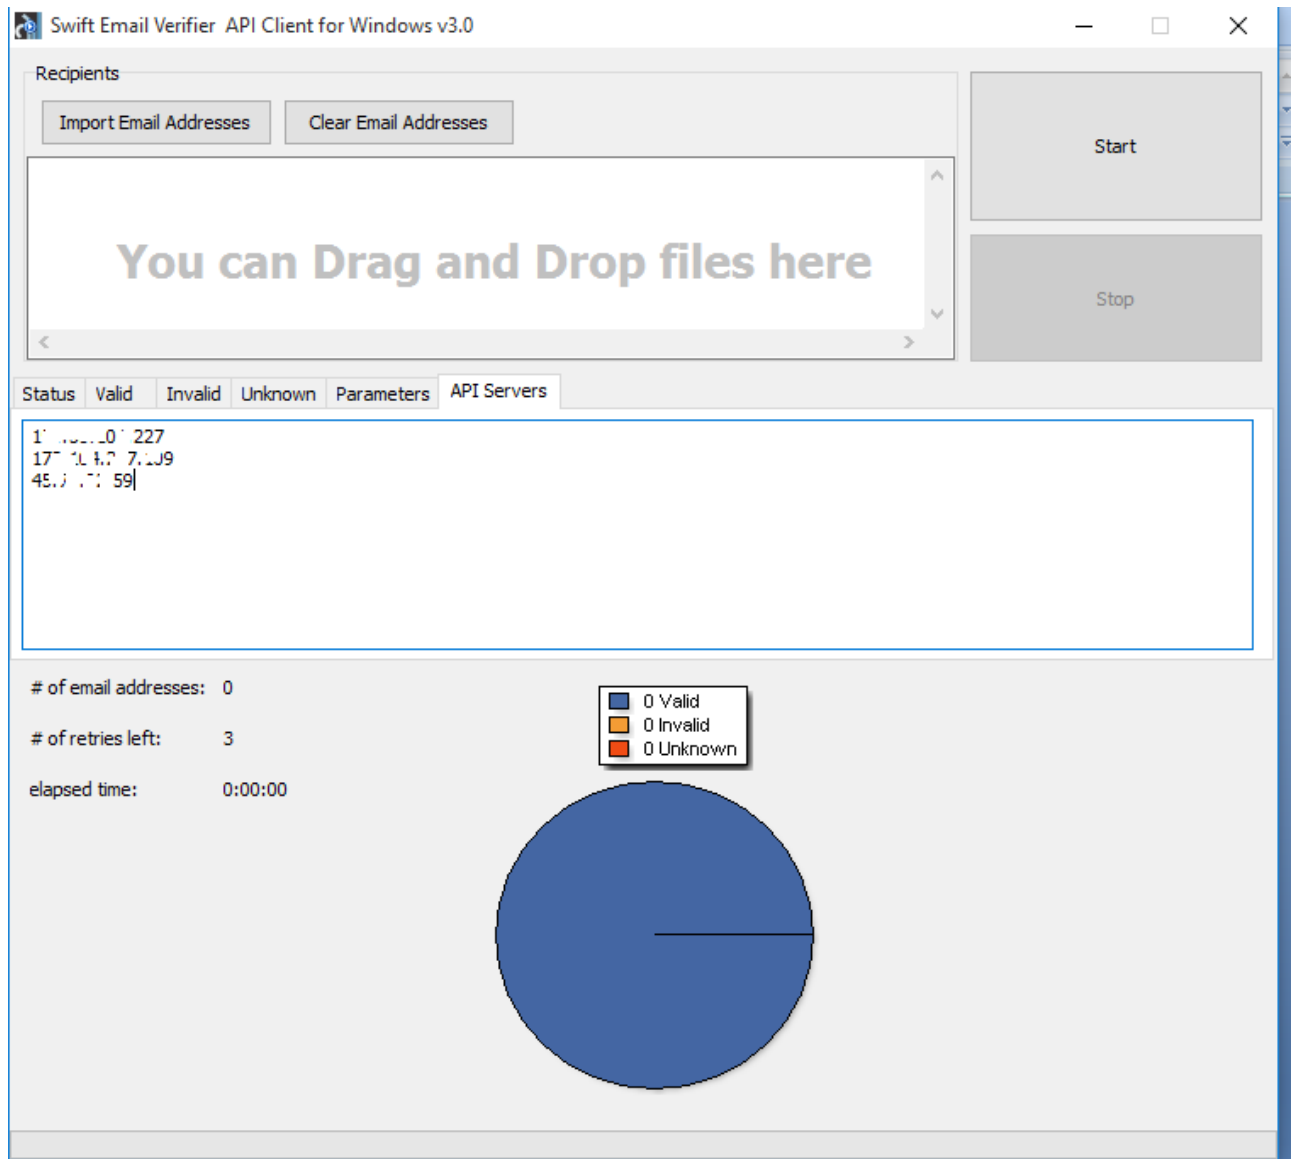 Swift Email Verifier API Client for Windows v3.0
Recipients
Import Email Addresses
Clear Email Addresses
You can Drag and Drop files here
Start
Stop
Status
Valid
Invalid
Unknown
Parameters
API Servers
227
59
# of email addresses: 0
# of retries left: 3
elapsed time: 0:00:00
0 Valid
0 Invalid
0 Unknown